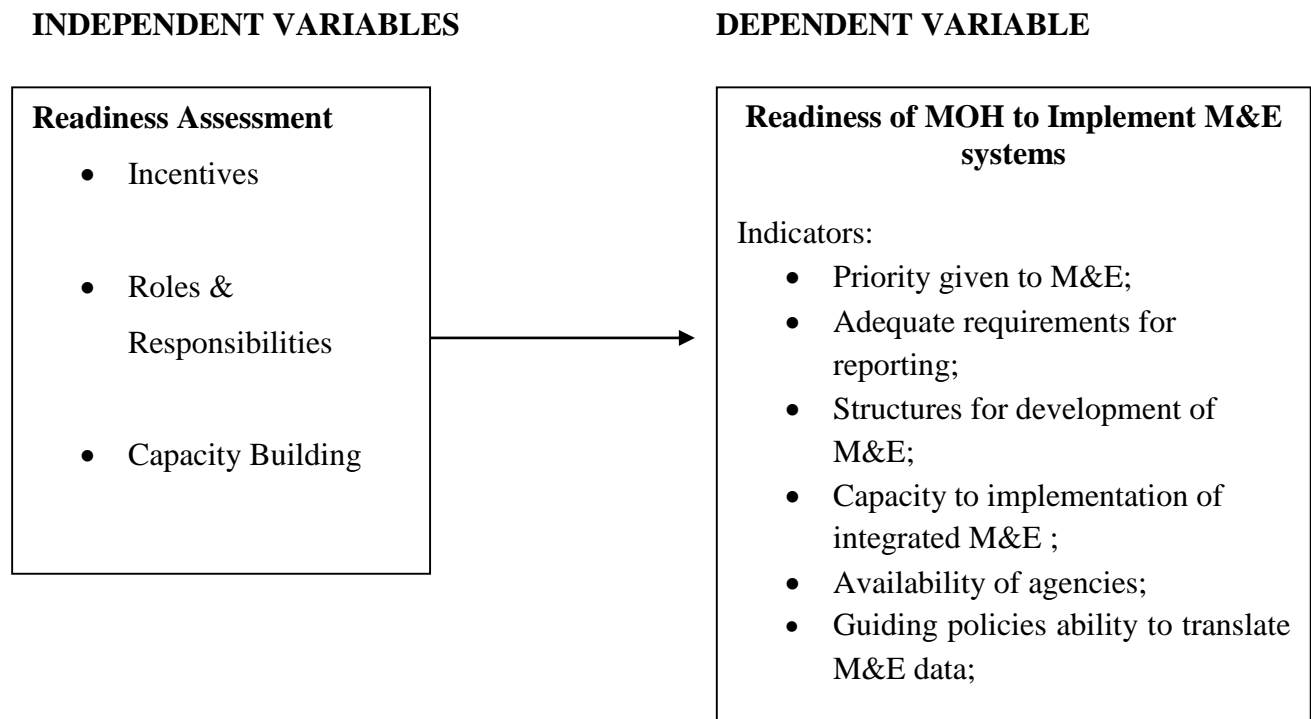 INDEPENDENT VARIABLES
DEPENDENT VARIABLE
Readiness Assessment
• Incentives
• Roles &
Responsibilities
• Capacity Building
Readiness of MOH to Implement M&E
systems
Indicators:
• Priority given to M&E;
• Adequate requirements for
reporting;
• Structures for development of
M&E;
• Capacity to implementation of
integrated M&E ;
• Availability of agencies;
• Guiding policies ability to translate
M&E data;